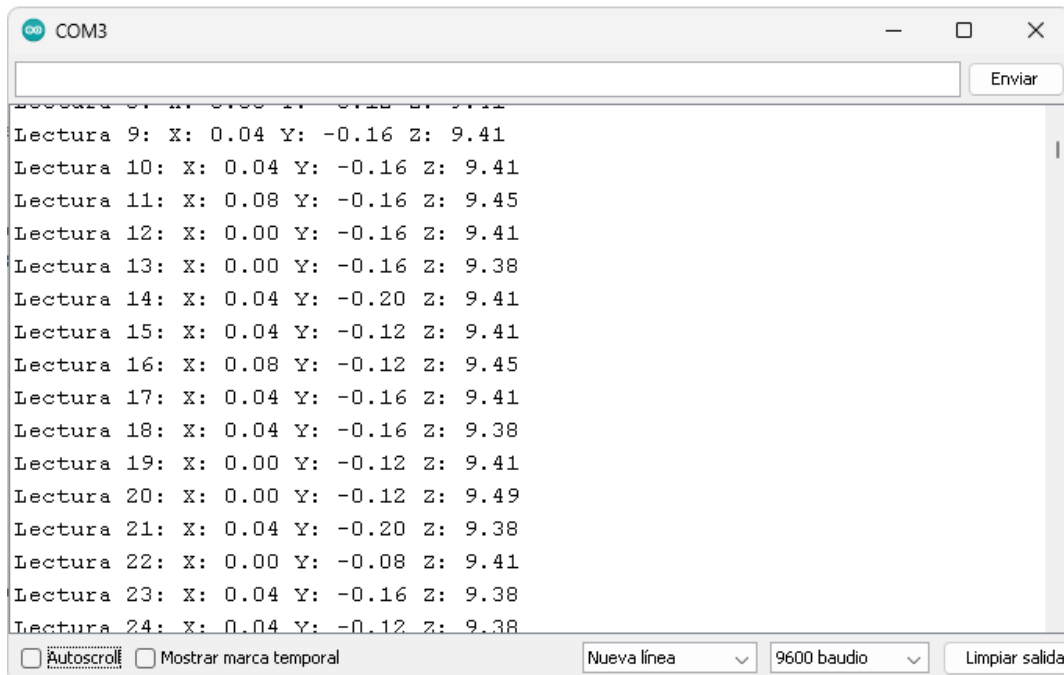 COM3
Enviar
Lectura 9: X: 0.04 Y: -0.16 Z: 9.41
Lectura 10: X: 0.04 Y: -0.16 Z: 9.41
Lectura 11: X: 0.08 Y: -0.16 Z: 9.45
Lectura 12: X: 0.00 Y: -0.16 Z: 9.41
Lectura 13: X: 0.00 Y: -0.16 Z: 9.38
Lectura 14: X: 0.04 Y: -0.20 Z: 9.41
Lectura 15: X: 0.04 Y: -0.12 Z: 9.41
Lectura 16: X: 0.08 Y: -0.12 Z: 9.45
Lectura 17: X: 0.04 Y: -0.16 Z: 9.41
Lectura 18: X: 0.04 Y: -0.16 Z: 9.38
Lectura 19: X: 0.00 Y: -0.12 Z: 9.41
Lectura 20: X: 0.00 Y: -0.12 Z: 9.49
Lectura 21: X: 0.04 Y: -0.20 Z: 9.38
Lectura 22: X: 0.00 Y: -0.08 Z: 9.41
Lectura 23: X: 0.04 Y: -0.16 Z: 9.38
Lectura 24: X: 0.04 Y: -0.12 Z: 9.38
Autoscroll Mostrar marca temporal Nueva línea 9600 baudio Limpiar salida